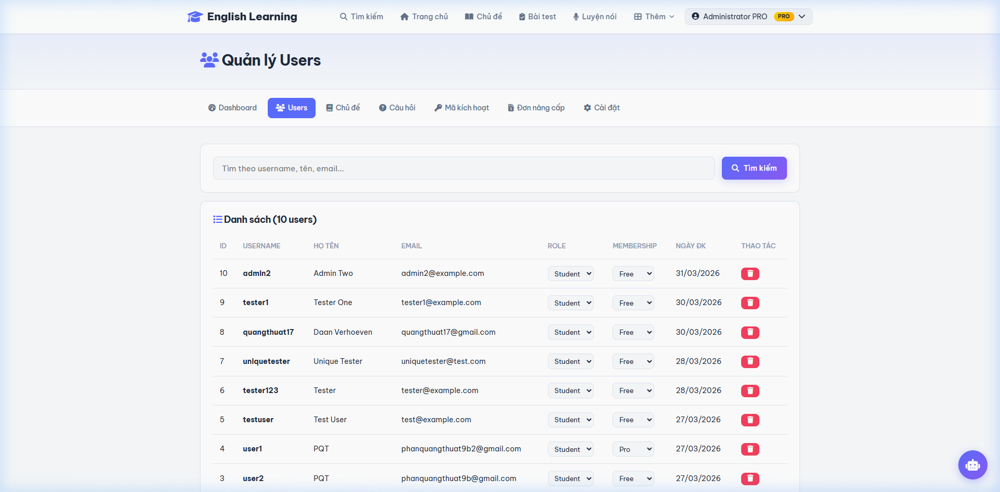 English Learning Tìm kiếm Trang chủ Chủ đề Bài test Luyện nói Thêm Administrator PRO PRO
Quản lý Users
Dashboard Users Chủ đề Câu hỏi Mã kích hoạt Đơn nâng cấp Cài đặt
Tìm theo username, tên, email... Tìm kiếm
Danh sách (10 users)
ID USERNAME HỌ TÊN EMAIL ROLE MEMBERSHIP NGÀY ĐK THAO TÁC
10 admin2 Admin Two admin2@example.com Student Free 31/03/2026
9 tester1 Tester One tester1@example.com Student Free 30/03/2026
8 quangthuat17 Daan Verhoeven quangthuat17@gmail.com Student Free 30/03/2026
7 uniquetester Unique Tester uniquetester@test.com Student Free 28/03/2026
6 tester123 Tester tester@example.com Student Free 28/03/2026
5 testuser Test User test@example.com Student Free 27/03/2026
4 user1 PQT phanquangthuat9b2@gmail.com Student Pro 27/03/2026
3 user2 PQT phanquangthuat9b@gmail.com Student Free 27/03/2026